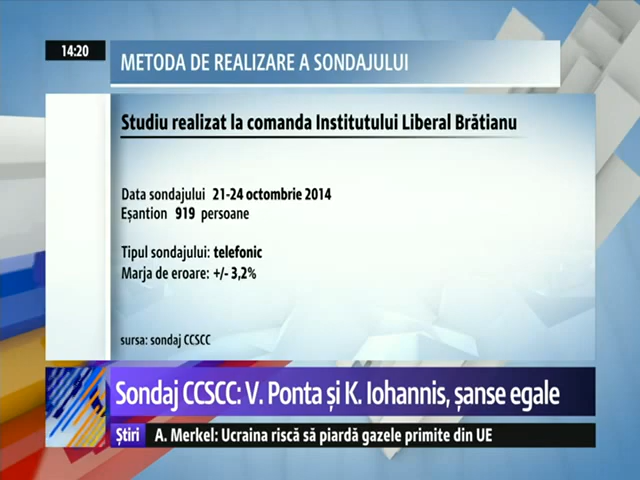 14:20
METODA DE REALIZARE A SONDAJULUI
Studiu realizat la comanda Institutului Liberal Brătianu
Data sondajului 21-24 octombrie 2014
Eșantion 919 persoane
Tipul sondajului: telefonic
Marja de eroare: +/- 3,2%
sursa: sondaj CCSCC
Sondaj CCSCC: V. Ponta și K. Iohannis, șanse egale
Știri A. Merkel: Ucraina riscă să piardă gazele primite din UE